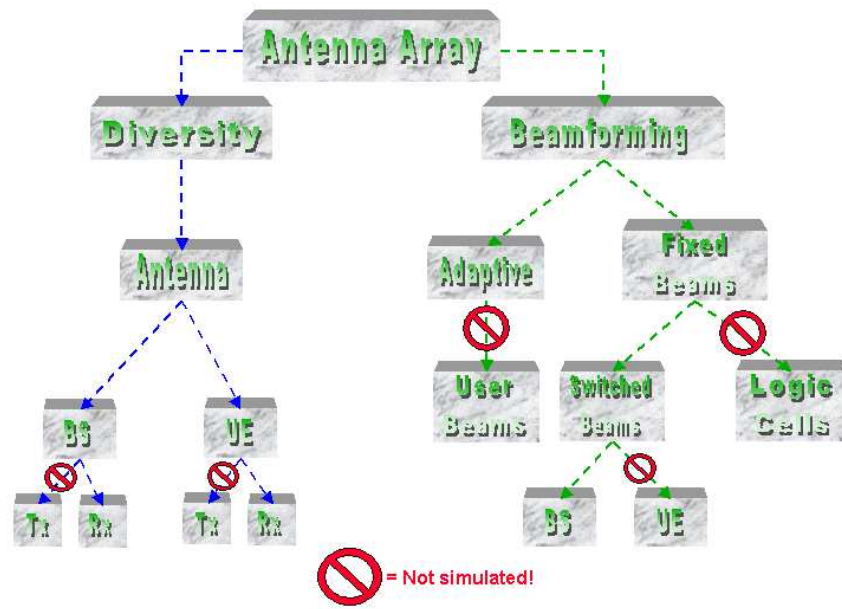 Antenna Array
Diversity
Beamforming
Antenna
Adaptive
Fixed
Beams
BS
UE
User
Beams
Switched
Beams
Logic
Cells
Tx
Rx
Tx
Rx
BS
UE
= Not simulated!